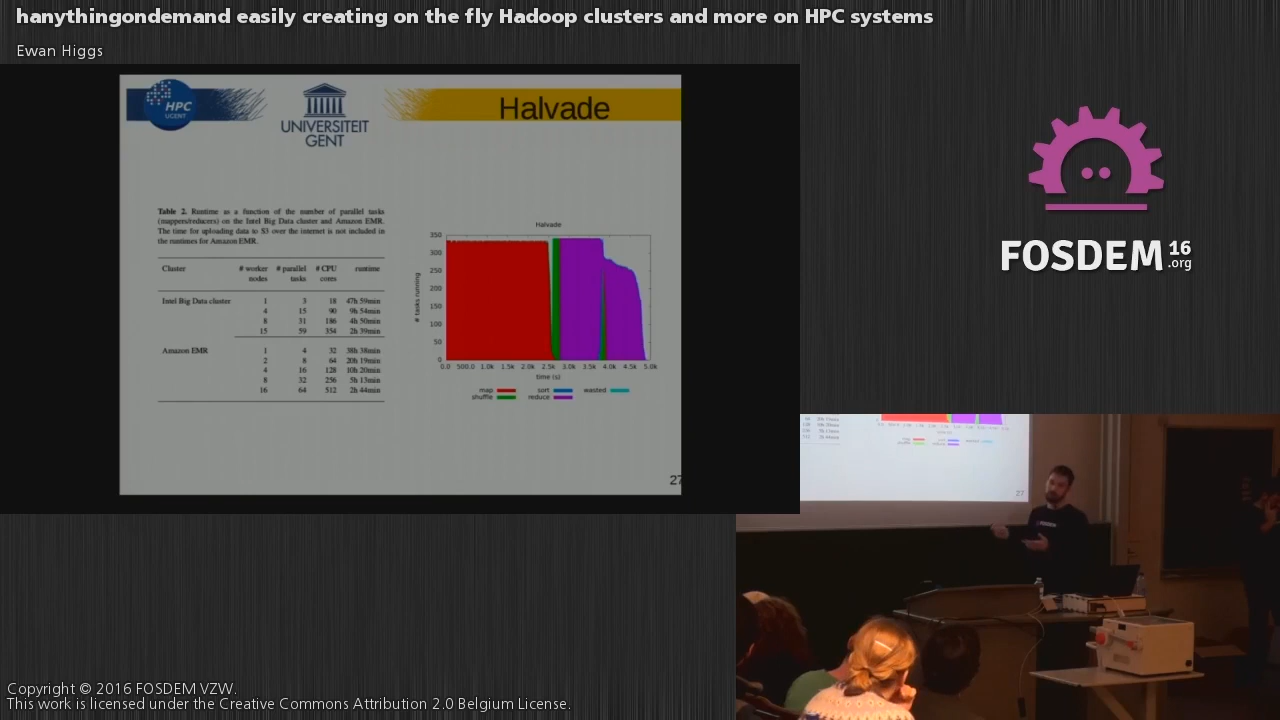 hanythingondemand easily creating on the fly Hadoop clusters and more on HPC systems
Ewan Higgs
HPC
UGENT
UNIVERSITEIT
GENT
Halvade
Table 2. Runtime as a function of the number of parallel tasks
(mappers/reducers) on the Intel Big Data cluster and Amazon EMR.
The time for uploading data to S3 over the internet is not included in
the runtimes for Amazon EMR.
Cluster # worker nodes # parallel tasks # CPU cores runtime
Intel Big Data cluster 1 3 18 47h 59min
4 15 90 9h 54min
8 31 186 4h 50min
15 59 354 2h 39min
Amazon EMR 1 4 32 38h 38min
2 8 64 20h 19min
4 16 128 10h 20min
8 32 256 5h 13min
16 64 512 2h 44min
Halvade
# tasks running
350
300
250
200
150
100
50
0
0.0 500.0 1.0k 1.5k 2.0k 2.5k 3.0k 3.5k 4.0k 4.5k 5.0k
time (s)
map sort wasted
shuffle reduce
27
FOSDEM 16
.org
27
Copyright © 2016 FOSDEM VZW.
This work is licensed under the Creative Commons Attribution 2.0 Belgium License.